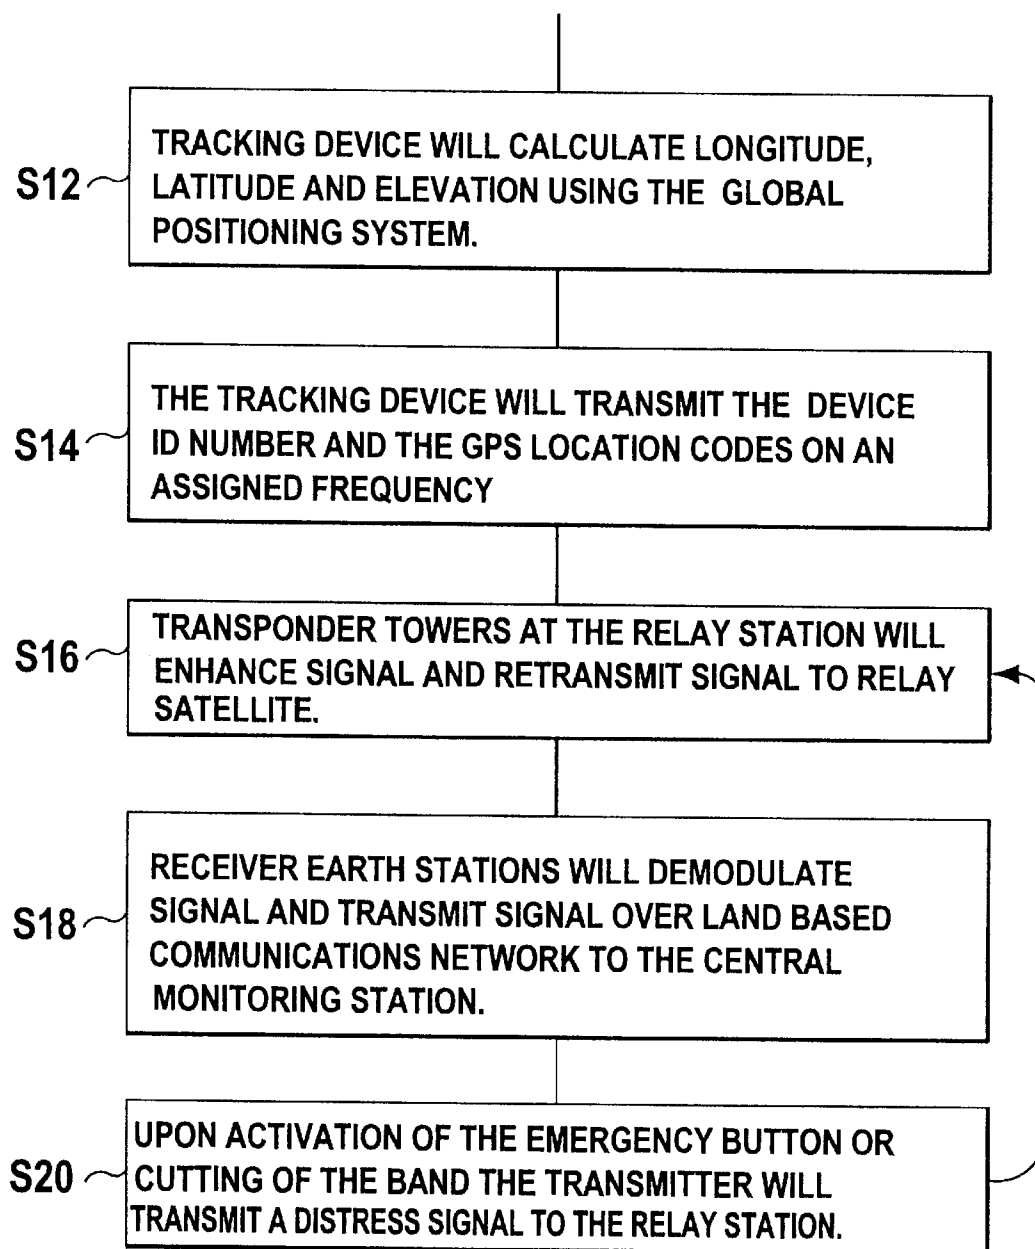 S12
TRACKING DEVICE WILL CALCULATE LONGITUDE,
LATITUDE AND ELEVATION USING THE GLOBAL
POSITIONING SYSTEM.
S14
THE TRACKING DEVICE WILL TRANSMIT THE DEVICE
ID NUMBER AND THE GPS LOCATION CODES ON AN
ASSIGNED FREQUENCY
S16
TRANSPONDER TOWERS AT THE RELAY STATION WILL
ENHANCE SIGNAL AND RETRANSMIT SIGNAL TO RELAY
SATELLITE.
S18
RECEIVER EARTH STATIONS WILL DEMODULATE
SIGNAL AND TRANSMIT SIGNAL OVER LAND BASED
COMMUNICATIONS NETWORK TO THE CENTRAL
MONITORING STATION.
S20
UPON ACTIVATION OF THE EMERGENCY BUTTON OR
CUTTING OF THE BAND THE TRANSMITTER WILL
TRANSMIT A DISTRESS SIGNAL TO THE RELAY STATION.